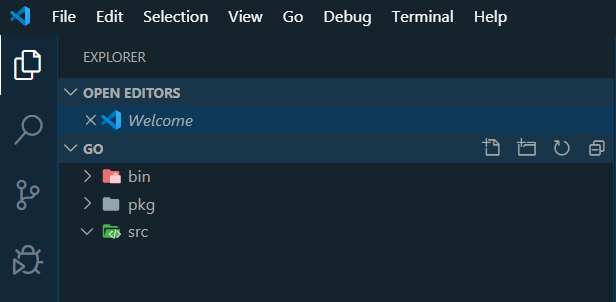 File Edit Selection View Go Debug Terminal Help
EXPLORER
OPEN EDITORS
Welcome
GO
bin
pkg
src